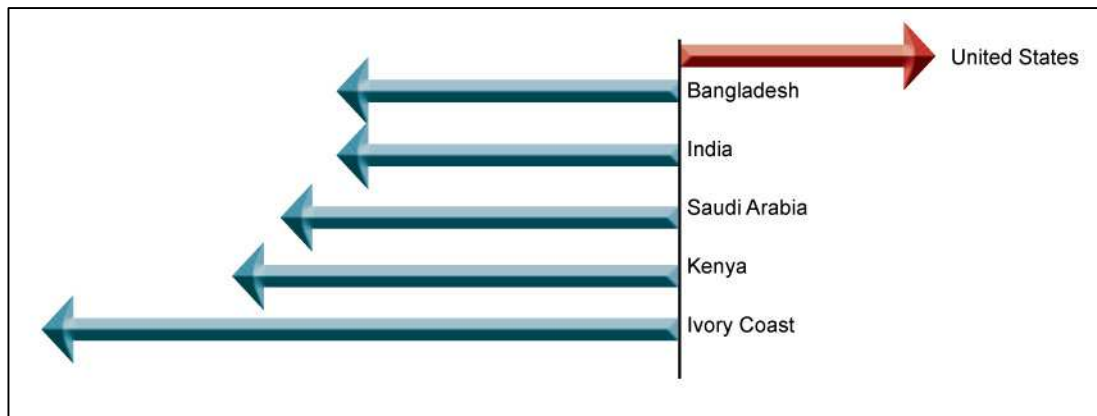 United States
Bangladesh
India
Saudi Arabia
Kenya
Ivory Coast